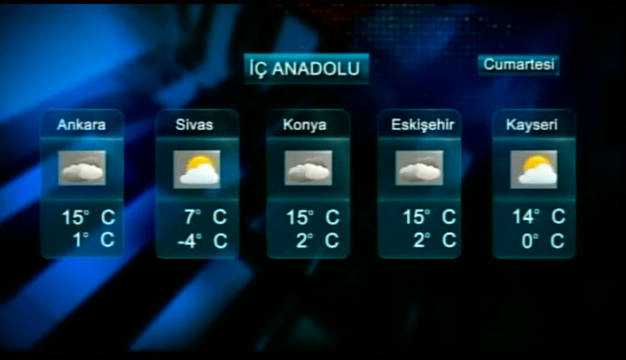 İÇ ANADOLU
Cumartesi
Ankara
15° C
1° C
Sivas
7° C
-4° C
Konya
15° C
2° C
Eskişehir
15° C
2° C
Kayseri
14° C
0° C